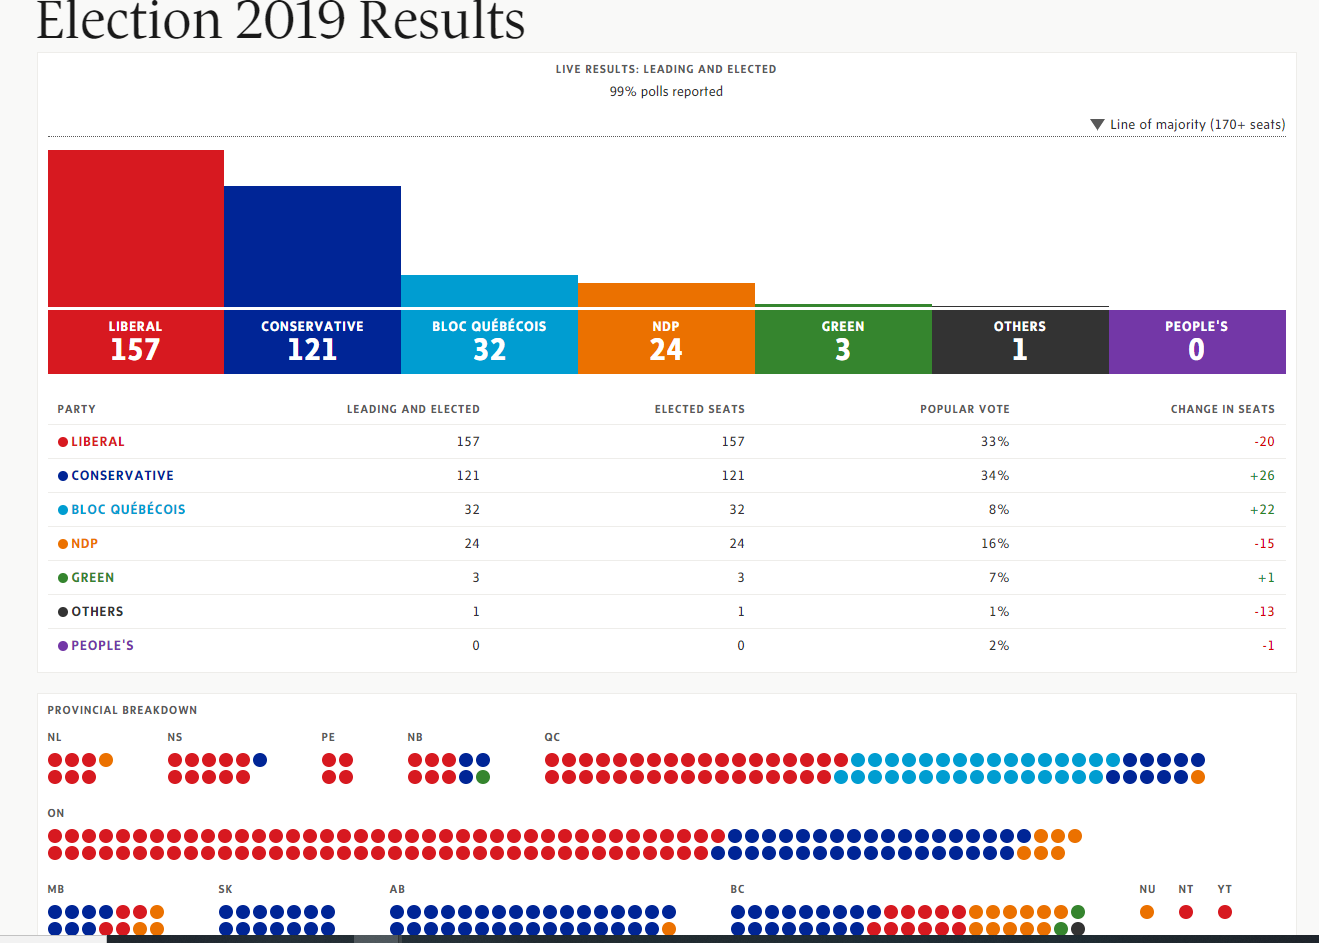 Election 2019 Results
LIVE RESULTS: LEADING AND ELECTED
99% polls reported
Line of majority (170+ seats)
LIBERAL CONSERVATIVE BLOC QUÉBÉCOIS NDP GREEN OTHERS PEOPLE'S
157 121 32 24 3 1 0
PARTY LEADING AND ELECTED ELECTED SEATS POPULAR VOTE CHANGE IN SEATS
LIBERAL 157 157 33% -20
CONSERVATIVE 121 121 34% +26
BLOC QUÉBÉCOIS 32 32 8% +22
NDP 24 24 16% -15
GREEN 3 3 7% +1
OTHERS 1 1 1% -13
PEOPLE'S 0 0 2% -1
PROVINCIAL BREAKDOWN
NL NS PE NB QC
ON
MB SK AB BC NU NT YT